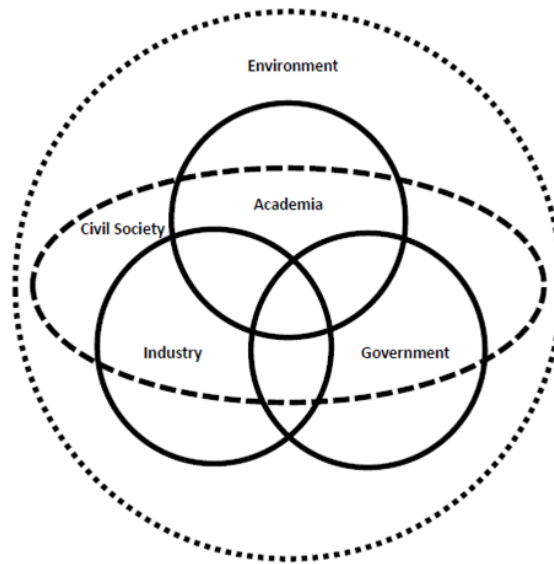 Environment
Academia
Civil Society
Industry
Government